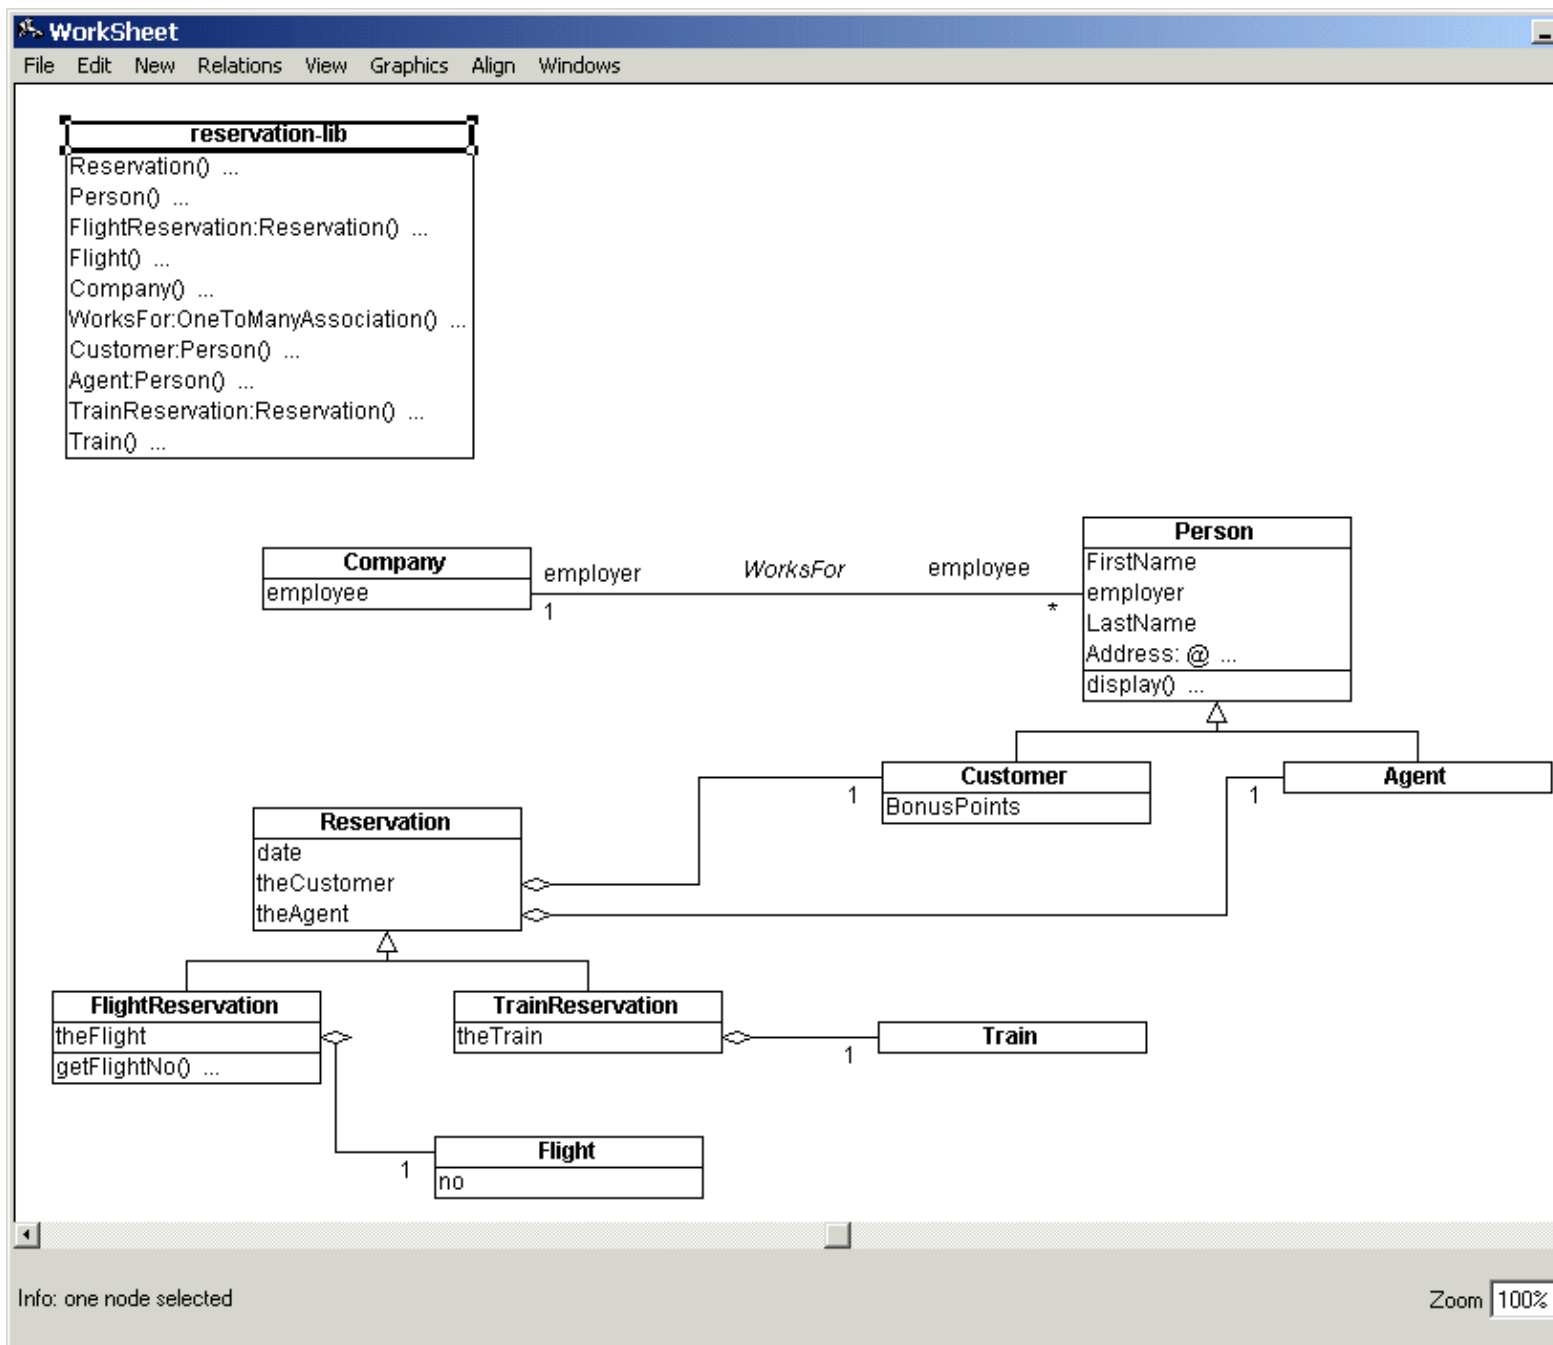 WorkSheet
File Edit New Relations View Graphics Align Windows
reservation-lib
Reservation() ...
Person() ...
FlightReservation:Reservation() ...
Flight() ...
Company() ...
WorksFor:OneToManyAssociation() ...
Customer:Person() ...
Agent:Person() ...
TrainReservation:Reservation() ...
Train() ...
Company
employee
employer
1
WorksFor
employee
*
Person
FirstName
employer
LastName
Address: @ ...
display() ...
Customer
BonusPoints
1
Agent
1
Reservation
date
theCustomer
theAgent
FlightReservation
theFlight
getFlightNo() ...
TrainReservation
theTrain
1
Train
1
Flight
no
Info: one node selected
Zoom 100%